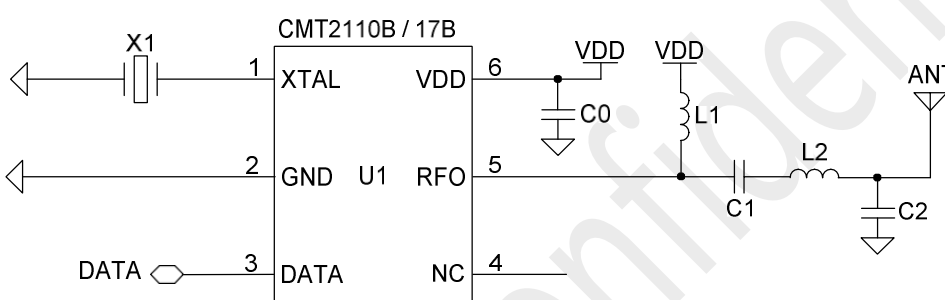 CMT2110B / 17B
X1
VDD
VDD
ANT
1
XTAL
VDD
6
C0
L1
2
GND
U1
RFO
5
C1
L2
C2
DATA
3
DATA
NC
4
onfiden